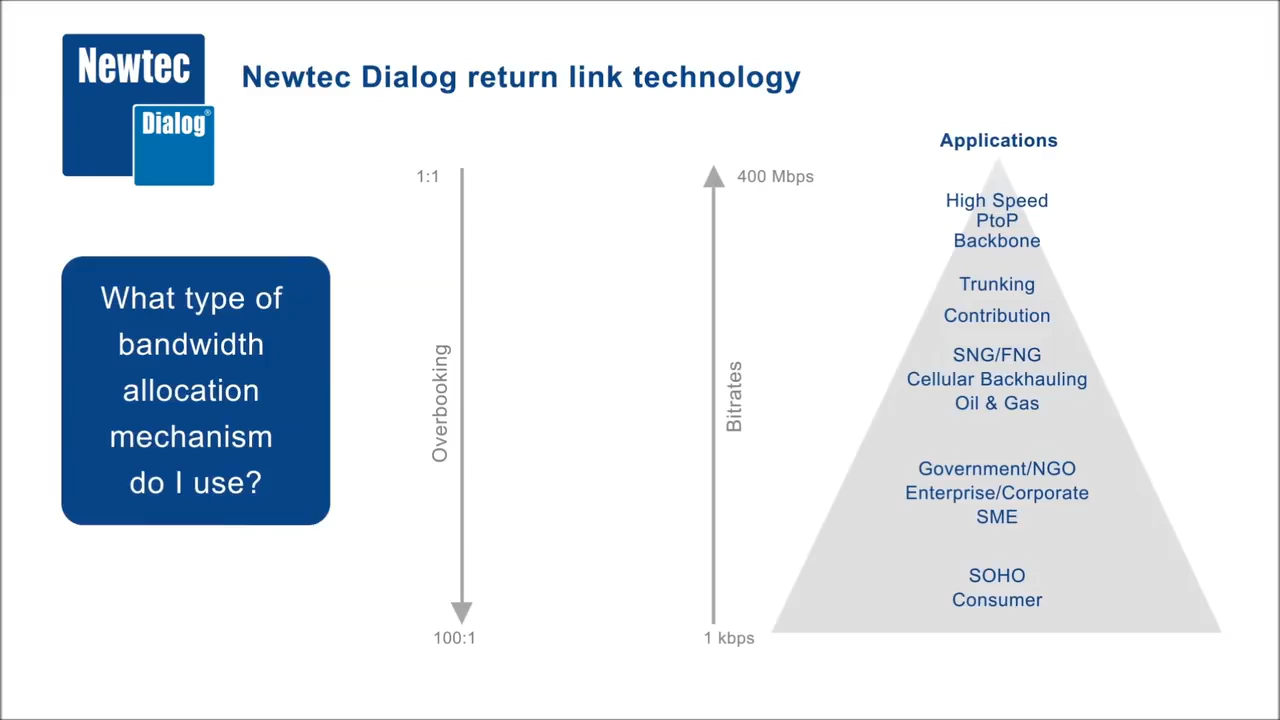 Newtec
Dialog®
Newtec Dialog return link technology
What type of
bandwidth
allocation
mechanism
do I use?
1:1
Overbooking
100:1
400 Mbps
Bitrates
1 kbps
Applications
High Speed
PtoP
Backbone
Trunking
Contribution
SNG/FNG
Cellular Backhauling
Oil & Gas
Government/NGO
Enterprise/Corporate
SME
SOHO
Consumer